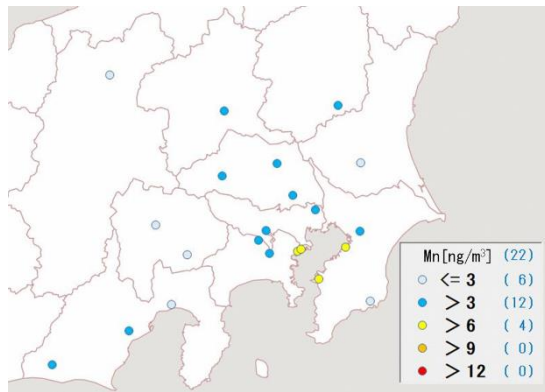 Mn[ng/m³] (22)
<= 3 ( 6)
> 3 (12)
> 6 ( 4)
> 9 ( 0)
> 12 ( 0)